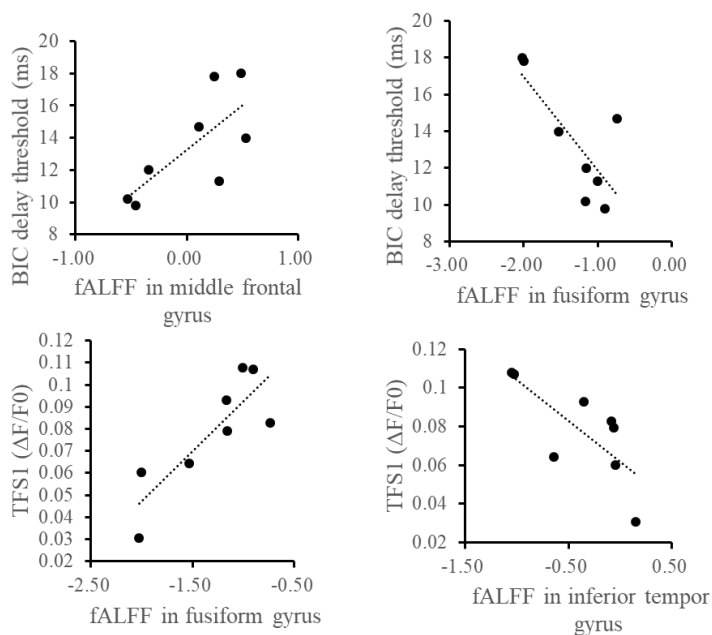 20
18
16
14
12
10
8
-1.00 0.00 1.00
BIC delay threshold (ms)
fALFF in middle frontal
gyrus
20
18
16
14
12
10
8
-3.00 -2.00 -1.00 0.00
BIC delay threshold (ms)
fALFF in fusiform gyrus
0.12
0.11
0.1
0.09
0.08
0.07
0.06
0.05
0.04
0.03
0.02
-2.50 -1.50 -0.50
TFS1 (ΔF/F0)
fALFF in fusiform gyrus
0.12
0.1
0.08
0.06
0.04
0.02
-1.50 -0.50 0.50
TFS1 (ΔF/F0)
fALFF in inferior tempor
gyrus